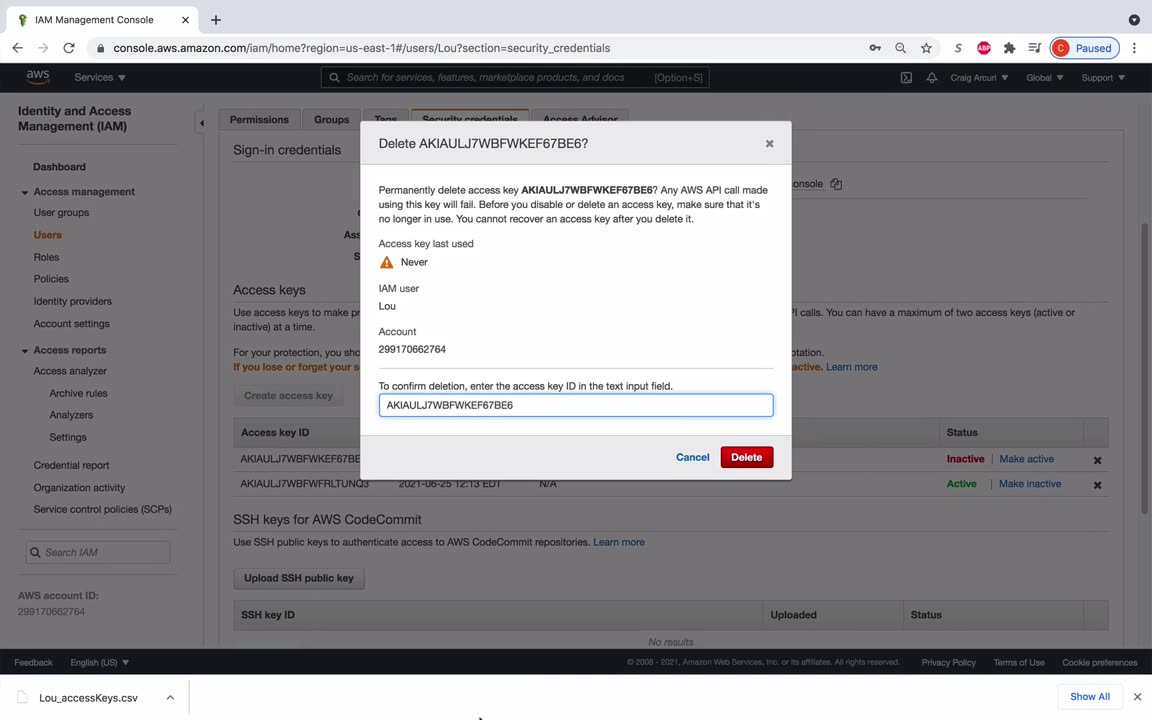 IAM Management Console
console.aws.amazon.com/iam/home?region=us-east-1#/users/Lou?section=security_credentials
S
ABP
C Paused
aws
Services
Search for services, features, marketplace products, and docs [Option+S]
Craig Arcuri
Global
Support
Identity and Access
Management (IAM)
Dashboard
Access management
User groups
Users
Roles
Policies
Identity providers
Account settings
Access reports
Access analyzer
Archive rules
Analyzers
Settings
Credential report
Organization activity
Service control policies (SCPs)
Search IAM
AWS account ID:
299170662764
Permissions Groups Tags Security credentials Access Advisor
Sign-in credentials
console
Ass
S
Access keys
Use access keys to make pr
I calls. You can have a maximum of two access keys (active or
inactive) at a time.
For your protection, you sho
otation.
If you lose or forget your s
active. Learn more
Create access key
Access key ID Status
AKIAULJ7WBFWKEF67BE Inactive | Make active
AKIAULJ7WBFWFRLTUNQ3 2021-06-25 12:13 EDT N/A Active | Make inactive
SSH keys for AWS CodeCommit
Use SSH public keys to authenticate access to AWS CodeCommit repositories. Learn more
Upload SSH public key
SSH key ID Uploaded Status
No results
Delete AKIAULJ7WBFWKEF67BE6?
Permanently delete access key AKIAULJ7WBFWKEF67BE6? Any AWS API call made
using this key will fail. Before you disable or delete an access key, make sure that it's
no longer in use. You cannot recover an access key after you delete it.
Access key last used
Never
IAM user
Lou
Account
299170662764
To confirm deletion, enter the access key ID in the text input field.
AKIAULJ7WBFWKEF67BE6
Cancel Delete
Feedback English (US)
© 2008 - 2021, Amazon Web Services, Inc. or its affiliates. All rights reserved. Privacy Policy Terms of Use Cookie preferences
Lou_accessKeys.csv
Show All